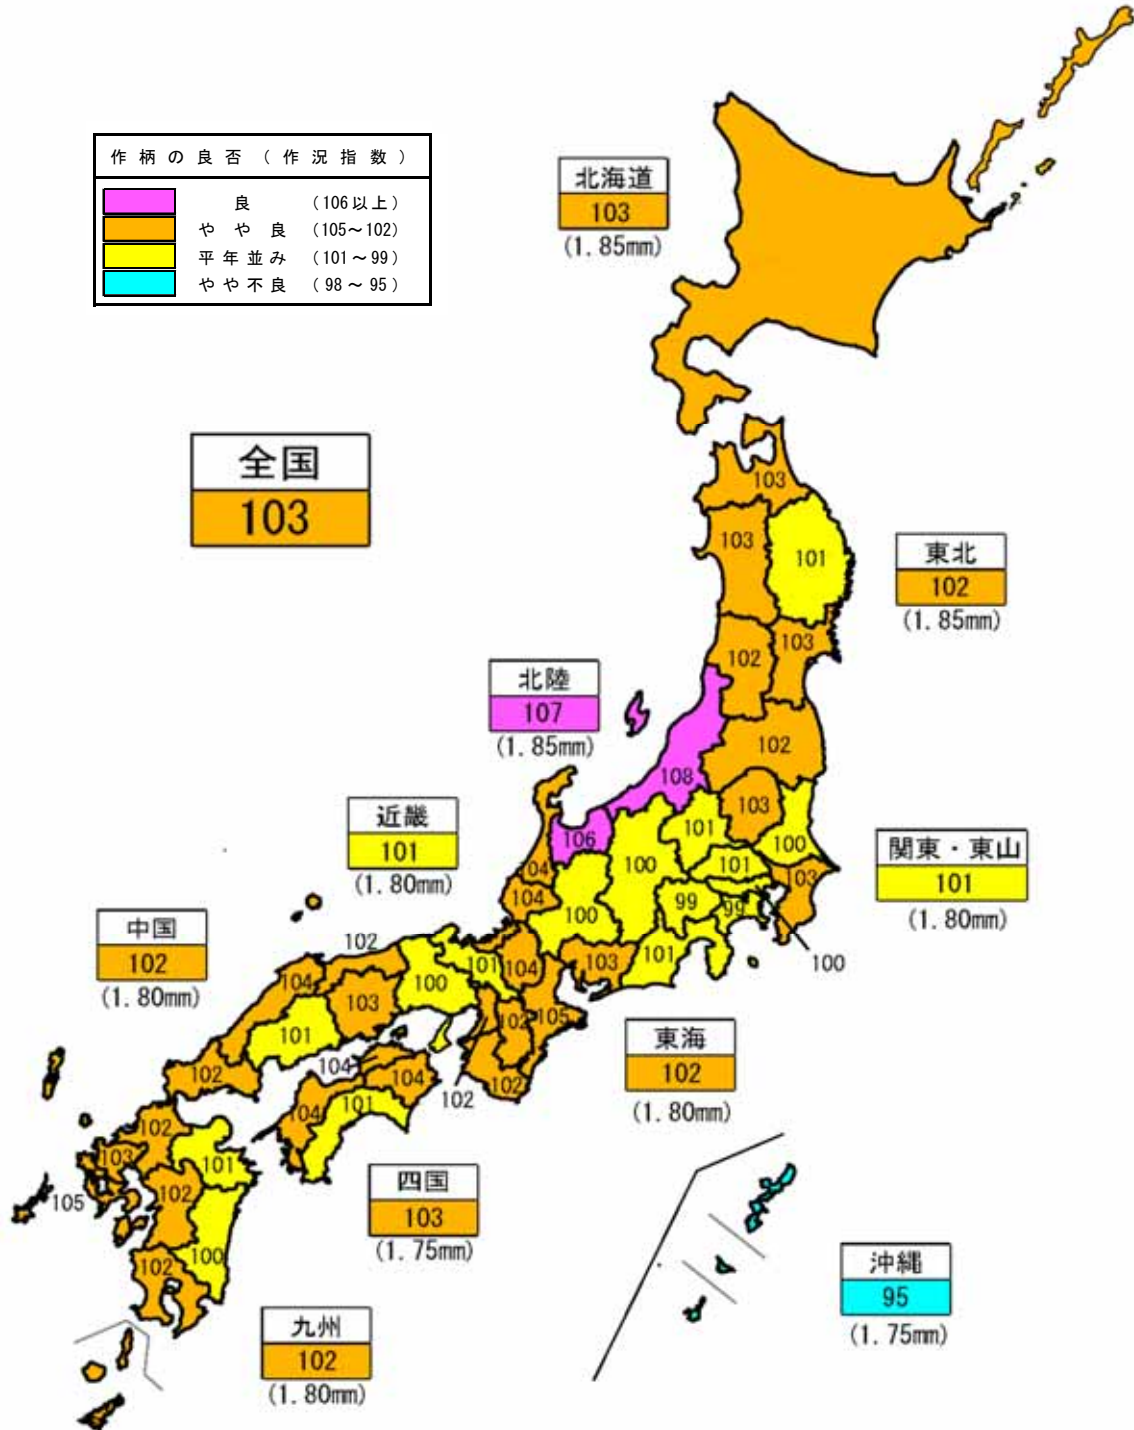 作柄の良否（作況指数）
良 （106以上）
やや良 （105～102）
平年並み （101～99）
やや不良 （98～95）
北海道
103
(1.85mm)
全国
103
103
103
101
東北
102
(1.85mm)
102
103
北陸
107
(1.85mm)
102
108
103
近畿
101
(1.80mm)
106
101
100
関東・東山
101
(1.80mm)
104
100
101
103
104
100
99
99
中国
102
(1.80mm)
102
101
104
103
101
100
104
103
100
101
102
105
東海
102
(1.80mm)
102
104
104
102
102
104
101
102
101
103
102
105
四国
103
(1.75mm)
100
102
沖縄
95
(1.75mm)
九州
102
(1.80mm)